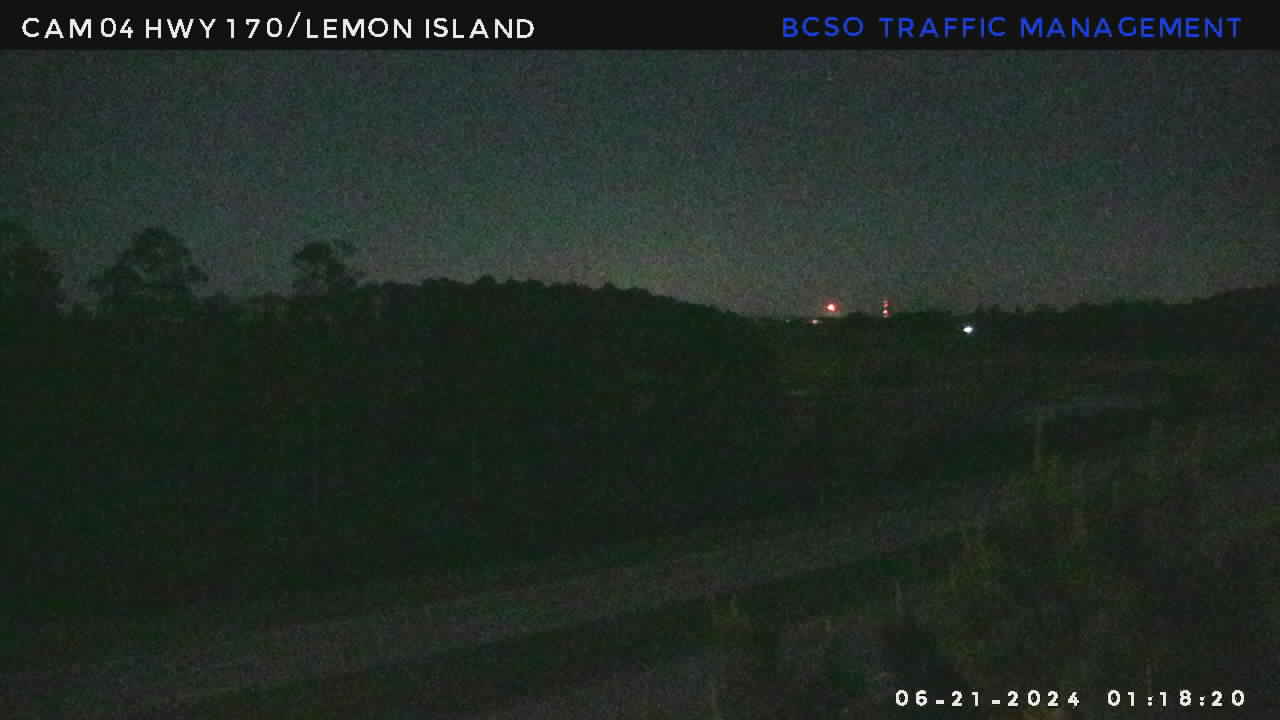 CAM04 HWY 170/LEMON ISLAND
BCSO TRAFFIC MANAGEMENT
06-21-2024 01:18:20